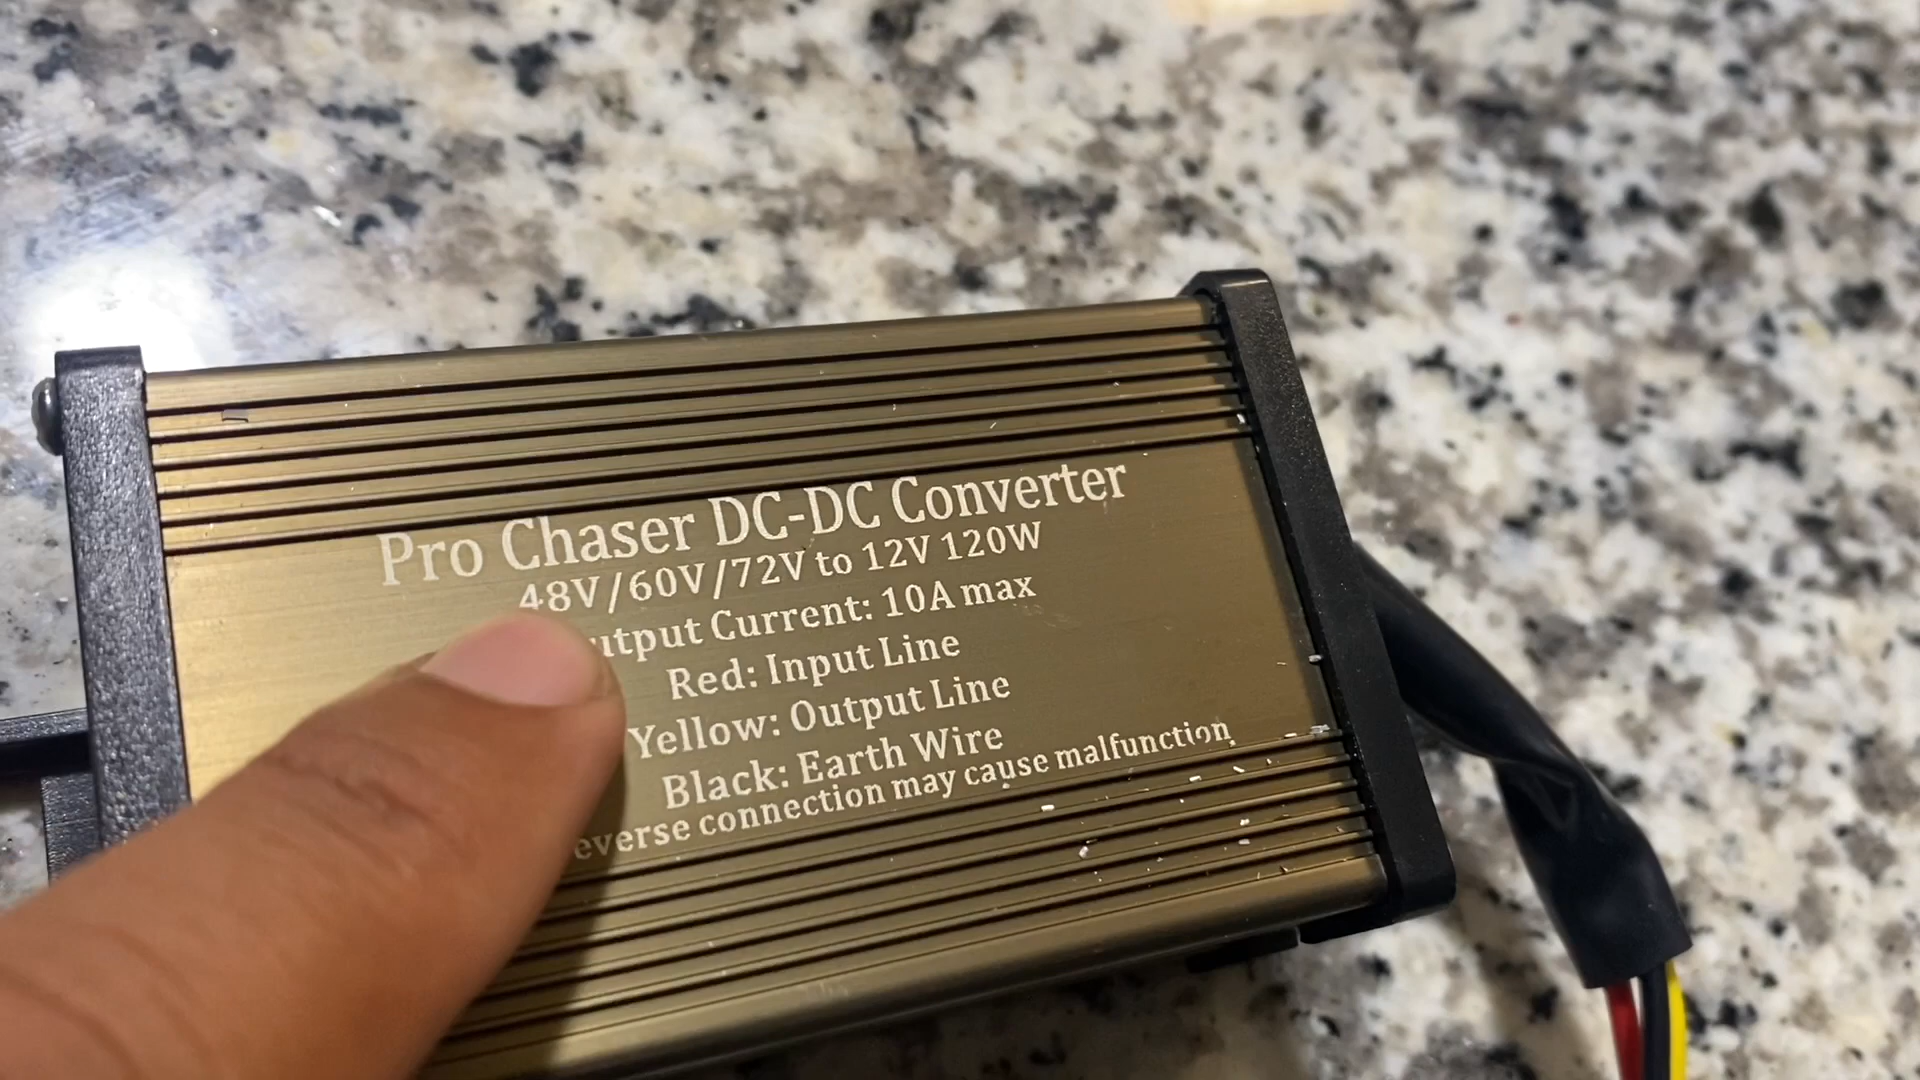 Pro Chaser DC-DC Converter
48V/60V/72V to 12V 120W
utput Current: 10A max
Red: Input Line
Yellow: Output Line
Black: Earth Wire
everse connection may cause malfunction